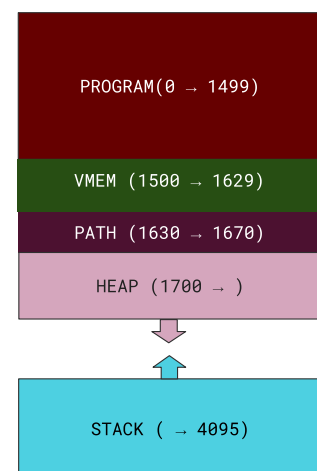 PROGRAM(0 → 1499)
VMEM (1500 → 1629)
PATH (1630 → 1670)
HEAP (1700 → )
STACK ( → 4095)